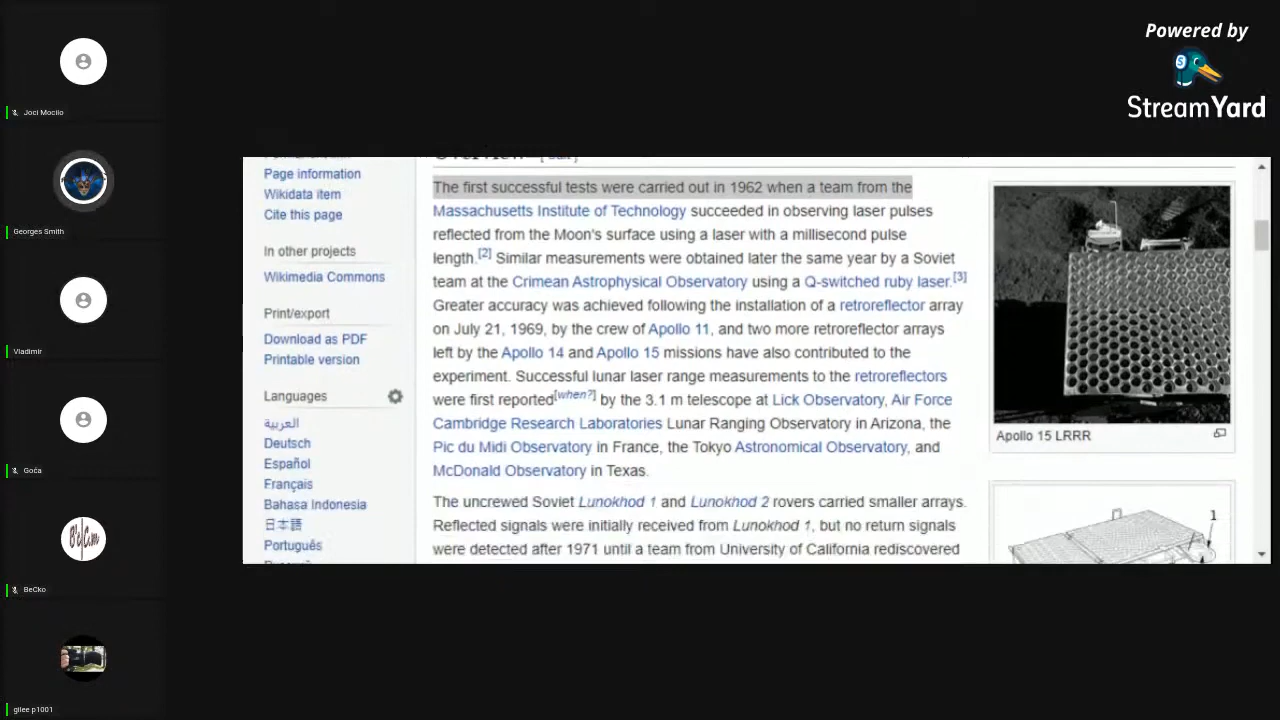 Powered by
StreamYard
Joci Mocilo
Georges Smith
Vladimir
Goća
BeCko
gilee p1001
Page information
Wikidata item
Cite this page
In other projects
Wikimedia Commons
Print/export
Download as PDF
Printable version
Languages
العربية
Deutsch
Español
Français
Bahasa Indonesia
日本語
Português
The first successful tests were carried out in 1962 when a team from the
Massachusetts Institute of Technology succeeded in observing laser pulses
reflected from the Moon's surface using a laser with a millisecond pulse
length.[2] Similar measurements were obtained later the same year by a Soviet
team at the Crimean Astrophysical Observatory using a Q-switched ruby laser.[3]
Greater accuracy was achieved following the installation of a retroreflector array
on July 21, 1969, by the crew of Apollo 11, and two more retroreflector arrays
left by the Apollo 14 and Apollo 15 missions have also contributed to the
experiment. Successful lunar laser range measurements to the retroreflectors
were first reported[when?] by the 3.1 m telescope at Lick Observatory, Air Force
Cambridge Research Laboratories Lunar Ranging Observatory in Arizona, the
Pic du Midi Observatory in France, the Tokyo Astronomical Observatory, and
McDonald Observatory in Texas.
The uncrewed Soviet Lunokhod 1 and Lunokhod 2 rovers carried smaller arrays.
Reflected signals were initially received from Lunokhod 1, but no return signals
were detected after 1971 until a team from University of California rediscovered
Apollo 15 LRRR
1